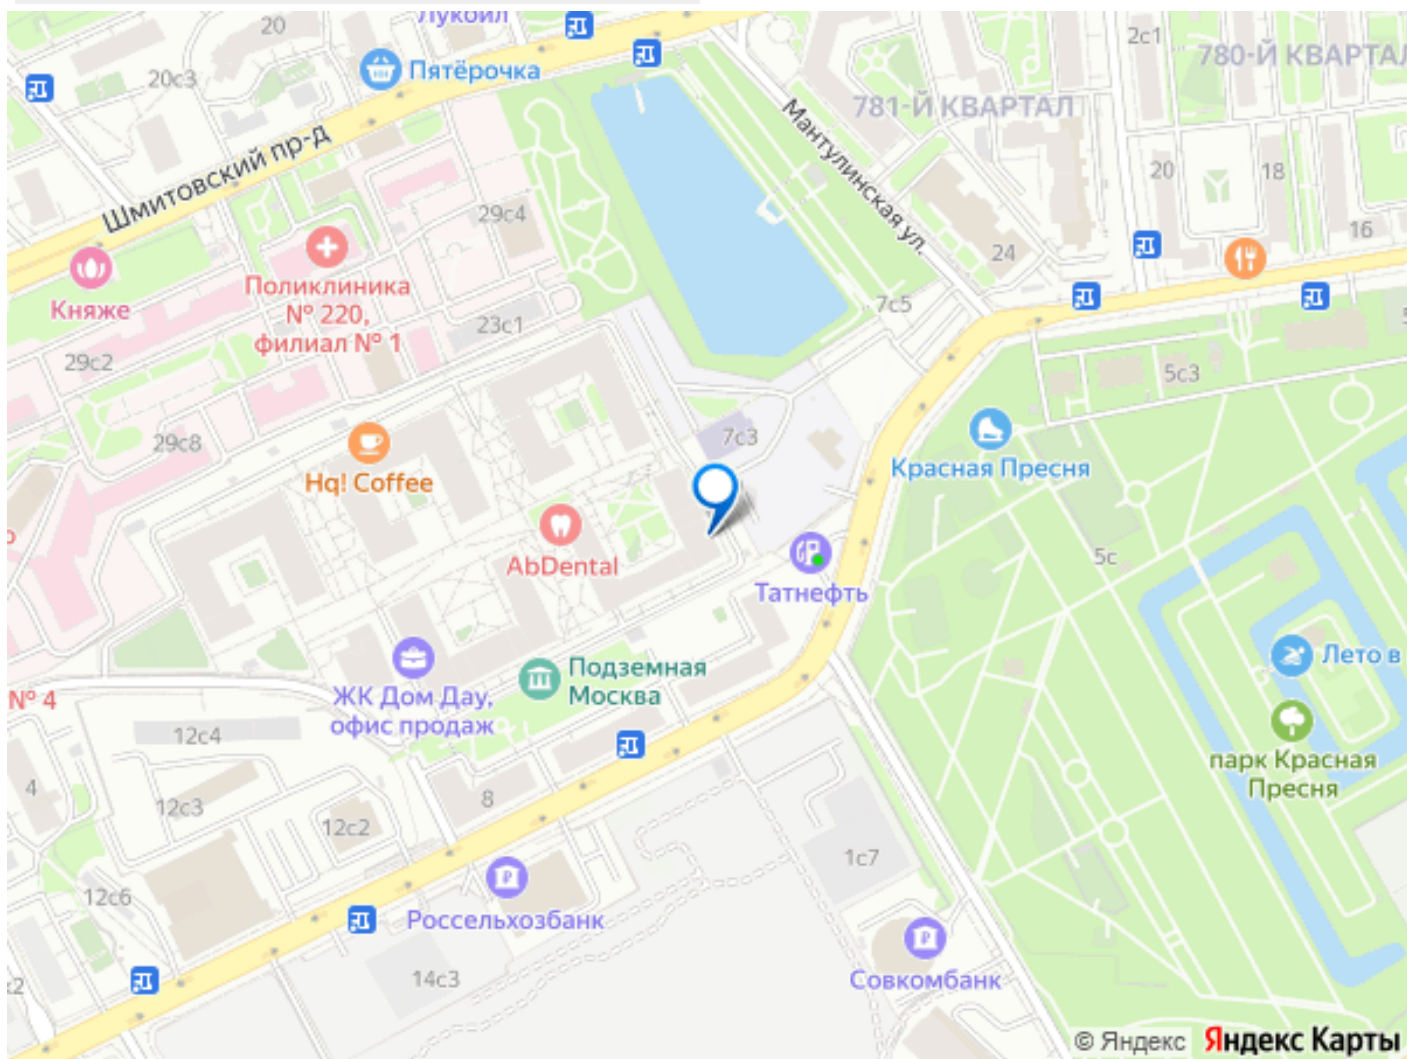 20
Лукойл
2с1
780-Й КВАРТАЛ
20с3
Пятёрочка
781-Й КВАРТАЛ
Мантулинская ул.
Шмитовский пр-д
20
18
29с4
16
24
Княже
Поликлиника
№ 220,
филиал № 1
23с1
7с5
29с2
5с3
29с8
7с3
Красная Пресня
Hq! Coffee
AbDental
Татнефть
5с
Подземная
Москва
Лето в
№ 4
ЖК Дом Дау,
офис продаж
12с4
парк Красная
Пресня
4
12с3
8
12с2
1с7
12с6
Россельхозбанк
14с3
Совкомбанк
© Яндекс Яндекс Карты